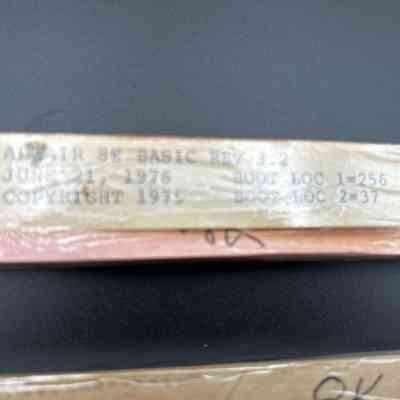 ALTAIR 8K BASIC REV 3.2
JUNE 21, 1976 BOOT LOC 1=256
COPYRIGHT 1975 BOOT LOC 2=37
OK